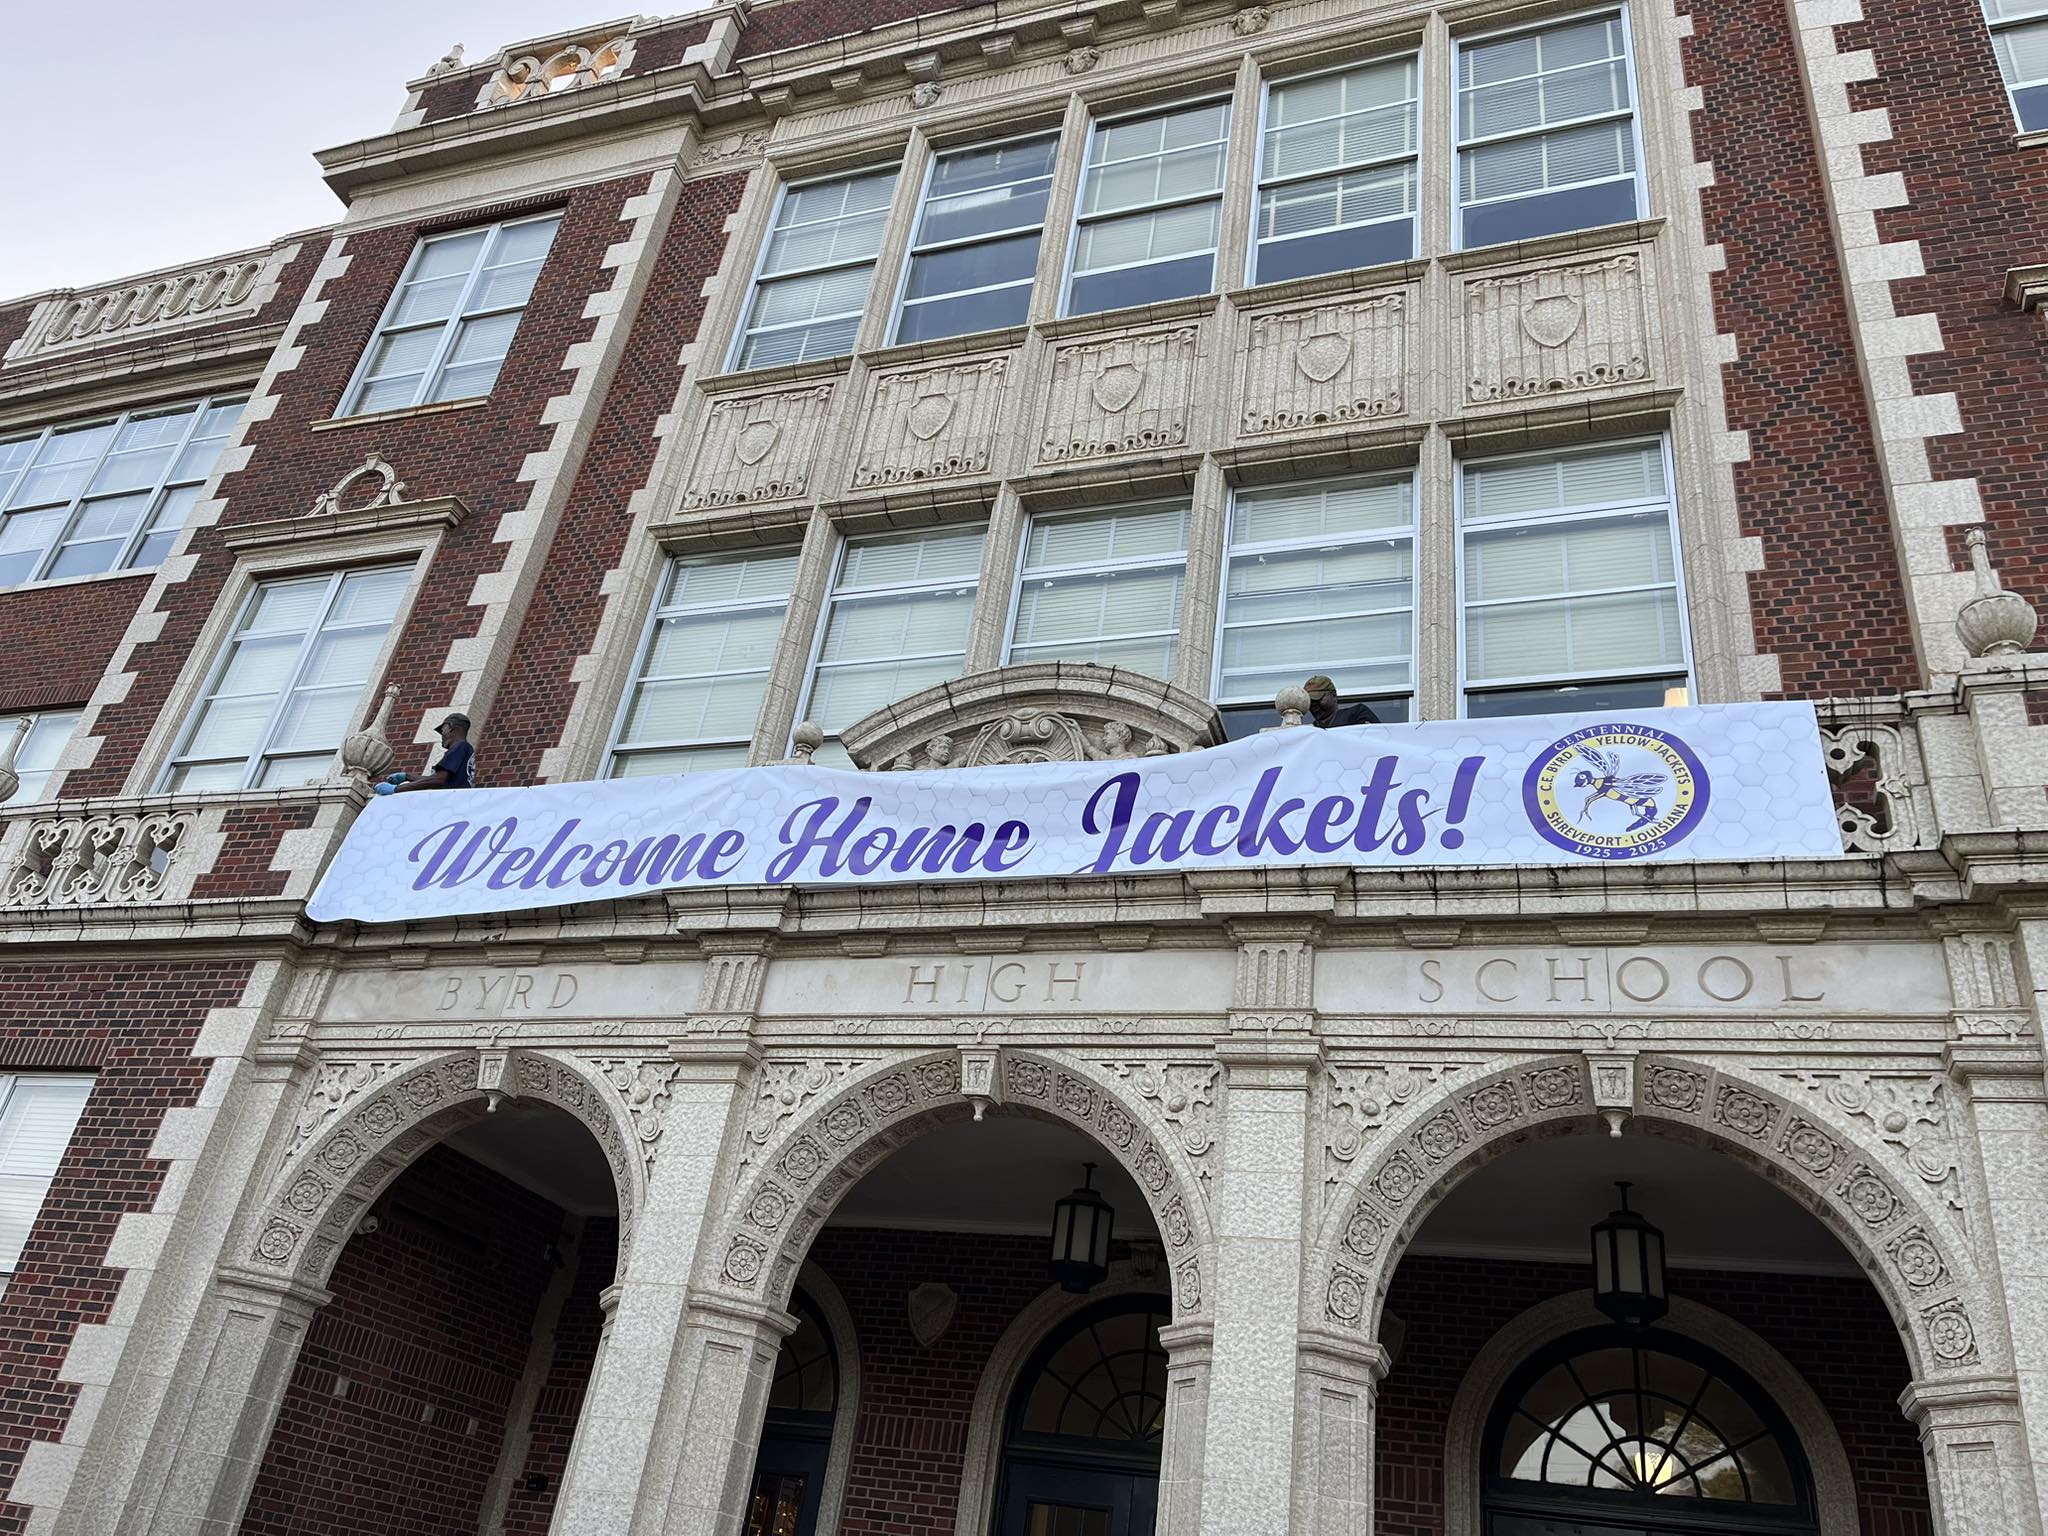 Welcome Home Jackets!
CENTENNIAL
C.E. BYRD YELLOW-JACKETS
SHREVEPORT · LOUISIANA
1925 - 2025
BYRD HIGH SCHOOL